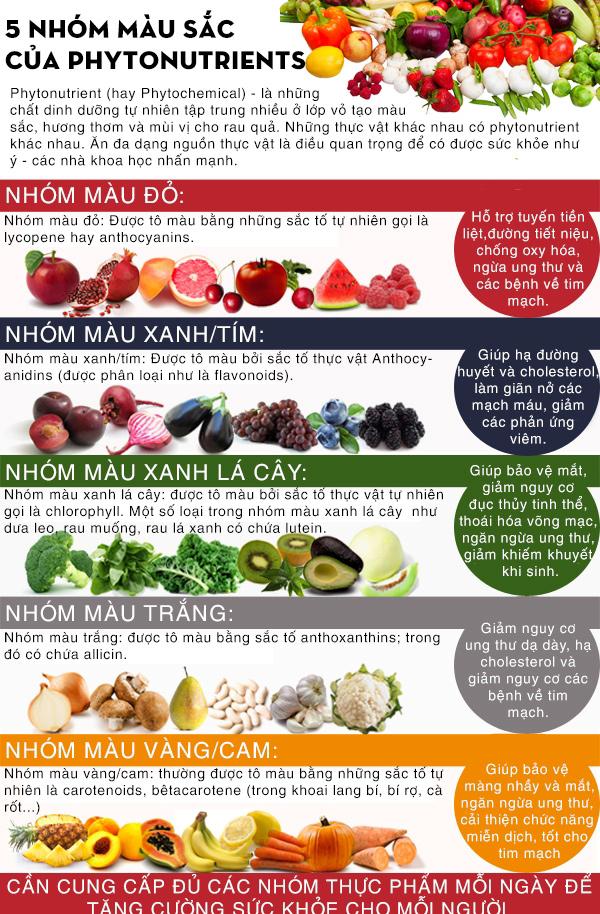 5 NHÓM MÀU SẮC
CỦA PHYTONUTRIENTS
Phytonutrient (hay Phytochemical) - là những
chất dinh dưỡng tự nhiên tập trung nhiều ở lớp vỏ tạo màu
sắc, hương thơm và mùi vị cho rau quả. Những thực vật khác nhau có phytonutrient
khác nhau. Ăn đa dạng nguồn thực vật là điều quan trọng để có được sức khỏe như
ý - các nhà khoa học nhấn mạnh.
NHÓM MÀU ĐỎ:
Nhóm màu đỏ: Được tô màu bằng những sắc tố tự nhiên gọi là
lycopene hay anthocyanins.
Hỗ trợ tuyến tiền
liệt,đường tiết niệu,
chống oxy hóa,
ngừa ung thư và
các bệnh về tim
mạch.
NHÓM MÀU XANH/TÍM:
Nhóm màu xanh/tím: Được tô màu bởi sắc tố thực vật Anthocy-
anidins (được phân loại như là flavonoids).
Giúp hạ đường
huyết và cholesterol,
làm giãn nở các
mạch máu, giảm
các phản ứng
viêm.
NHÓM MÀU XANH LÁ CÂY:
Nhóm màu xanh lá cây: được tô màu bởi sắc tố thực vật tự nhiên
gọi là chlorophyll. Một số loại trong nhóm màu xanh lá cây như
dưa leo, rau muống, rau lá xanh có chứa lutein.
Giúp bảo vệ mắt,
giảm nguy cơ
đục thủy tinh thể,
thoái hóa võng mạc,
ngăn ngừa ung thư,
giảm khiếm khuyết
khi sinh.
NHÓM MÀU TRẮNG:
Nhóm màu trắng: được tô màu bằng sắc tố anthoxanthins; trong
đó có chứa allicin.
Giảm nguy cơ
ung thư dạ dày, hạ
cholesterol và
giảm nguy cơ các
bệnh về tim
mạch.
NHÓM MÀU VÀNG/CAM:
Nhóm màu vàng/cam: thường được tô màu bằng những sắc tố tự
nhiên là carotenoids, bêtacarotene (trong khoai lang bí, bí rợ, cà
rốt...)
Giúp bảo vệ
màng nhầy và mắt,
ngăn ngừa ung thư,
cải thiện chức năng
miễn dịch, tốt cho
tim mạch
CẦN CUNG CẤP ĐỦ CÁC NHÓM THỰC PHẨM MỖI NGÀY ĐỂ
TĂNG CƯỜNG SỨC KHỎE CHO MỌI NGƯỜI